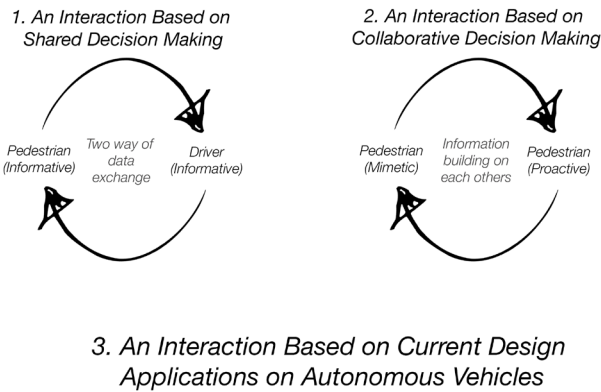 1. An Interaction Based on
Shared Decision Making
Pedestrian
(Informative)
Two way of
data
exchange
Driver
(Informative)
2. An Interaction Based on
Collaborative Decision Making
Pedestrian
(Mimetic)
Information
building on
each others
Pedestrian
(Proactive)
3. An Interaction Based on Current Design
Applications on Autonomous Vehicles